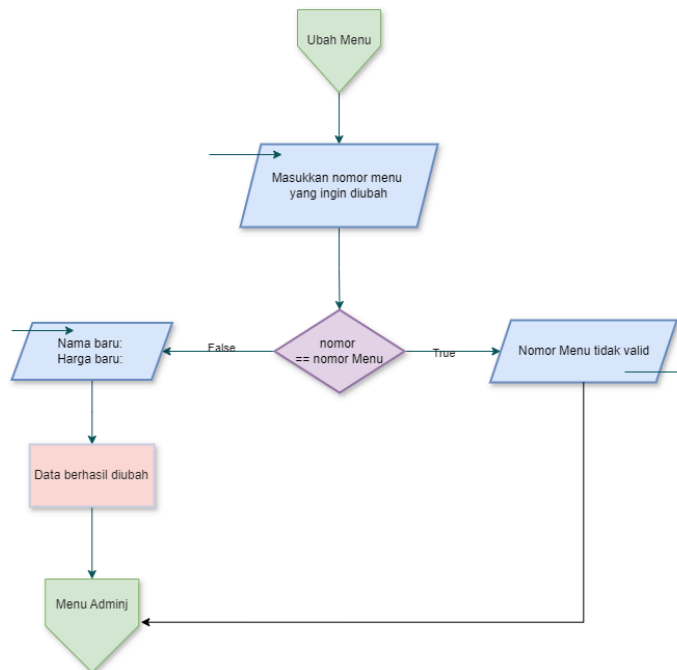 Ubah Menu
Masukkan nomor menu
yang ingin diubah
nomor
== nomor Menu
False
True
Nama baru:
Harga baru:
Nomor Menu tidak valid
Data berhasil diubah
Menu Adminj